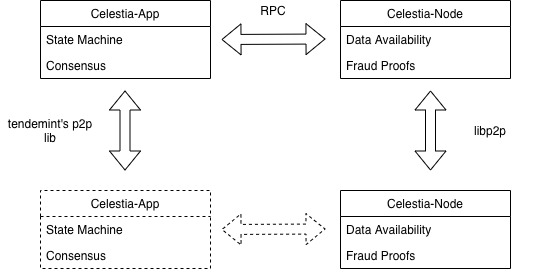 Celestia-App
State Machine
Consensus
RPC
Celestia-Node
Data Availability
Fraud Proofs
tendemint's p2p
lib
libp2p
Celestia-App
State Machine
Consensus
Celestia-Node
Data Availability
Fraud Proofs